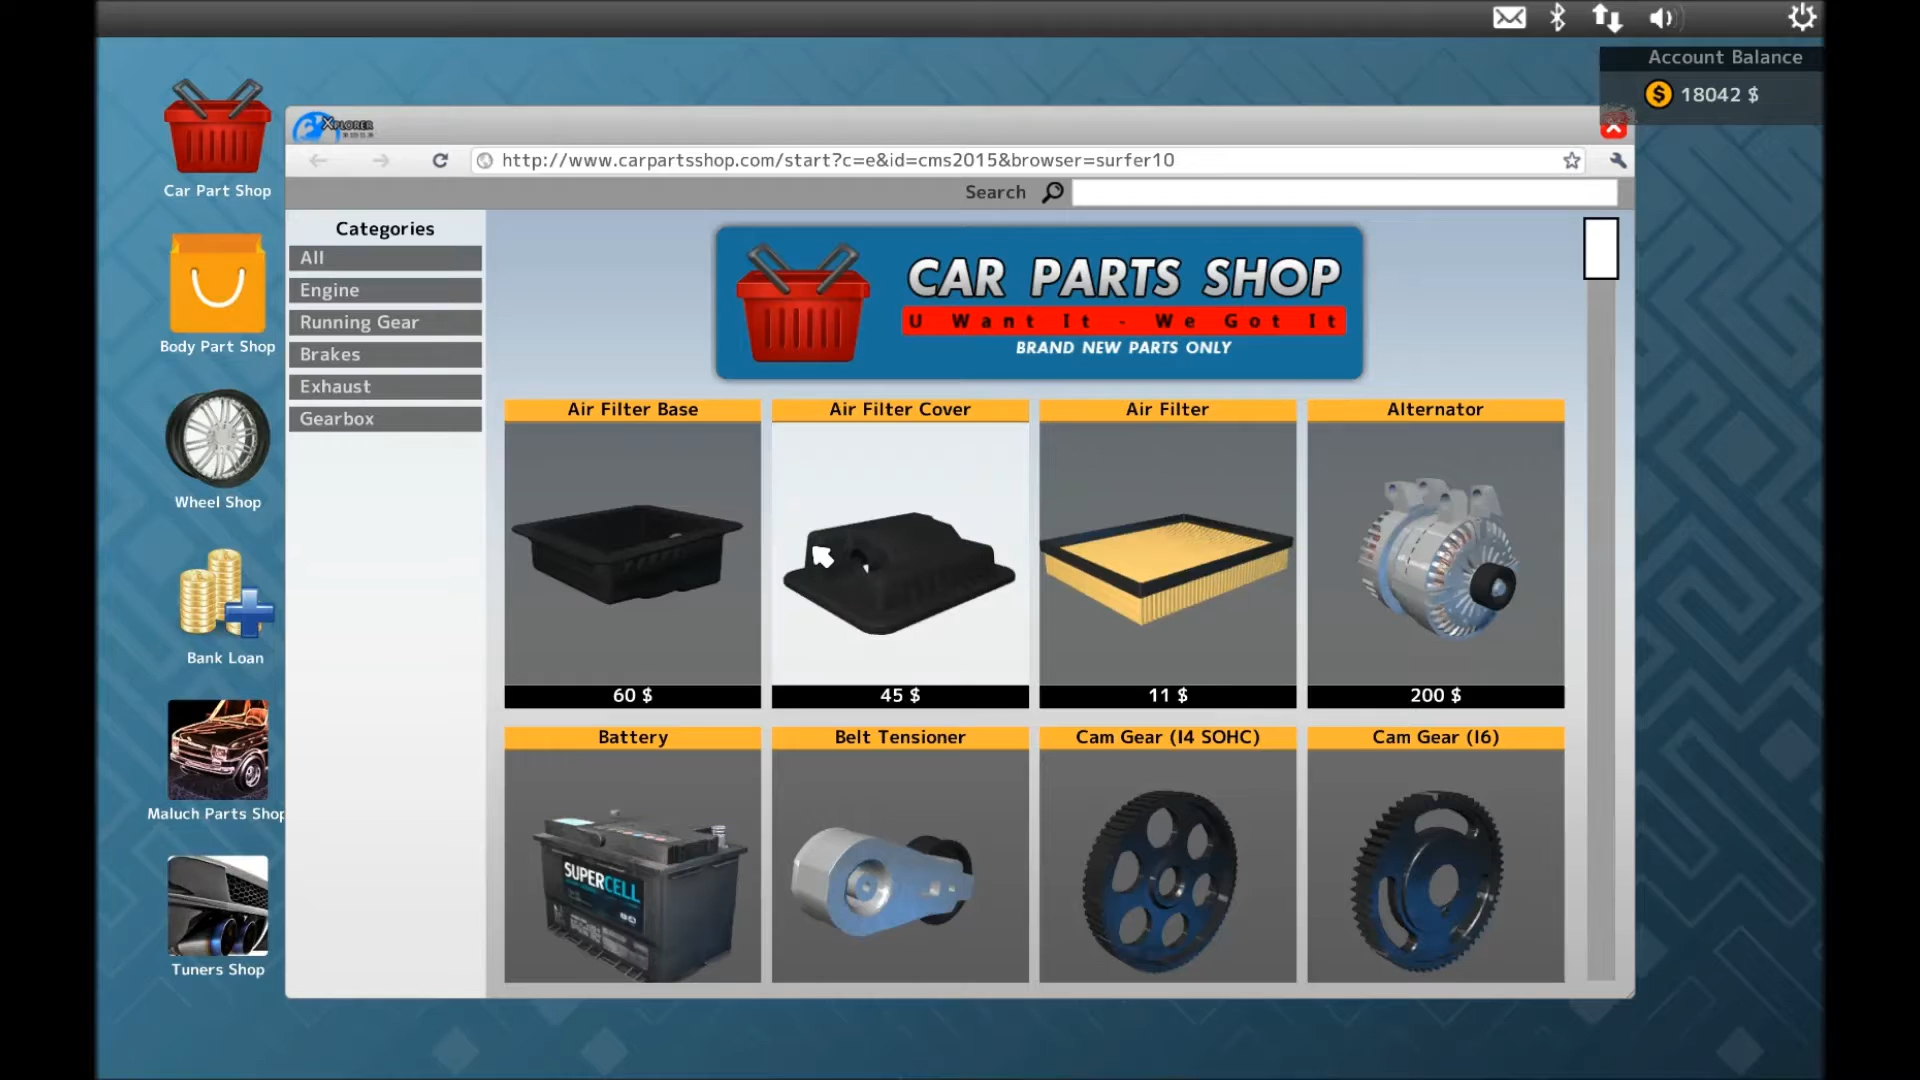 Account Balance
18042 $
XPLORER
http://www.carpartsshop.com/start?c=e&id=cms2015&browser=surfer10
Search
Car Part Shop
Body Part Shop
Wheel Shop
Bank Loan
Maluch Parts Shop
Tuners Shop
Categories
All
Engine
Running Gear
Brakes
Exhaust
Gearbox
CAR PARTS SHOP
U Want It - We Got It
BRAND NEW PARTS ONLY
Air Filter Base
Air Filter Cover
Air Filter
Alternator
60 $
45 $
11 $
200 $
Battery
Belt Tensioner
Cam Gear (I4 SOHC)
Cam Gear (I6)
SUPERCELL